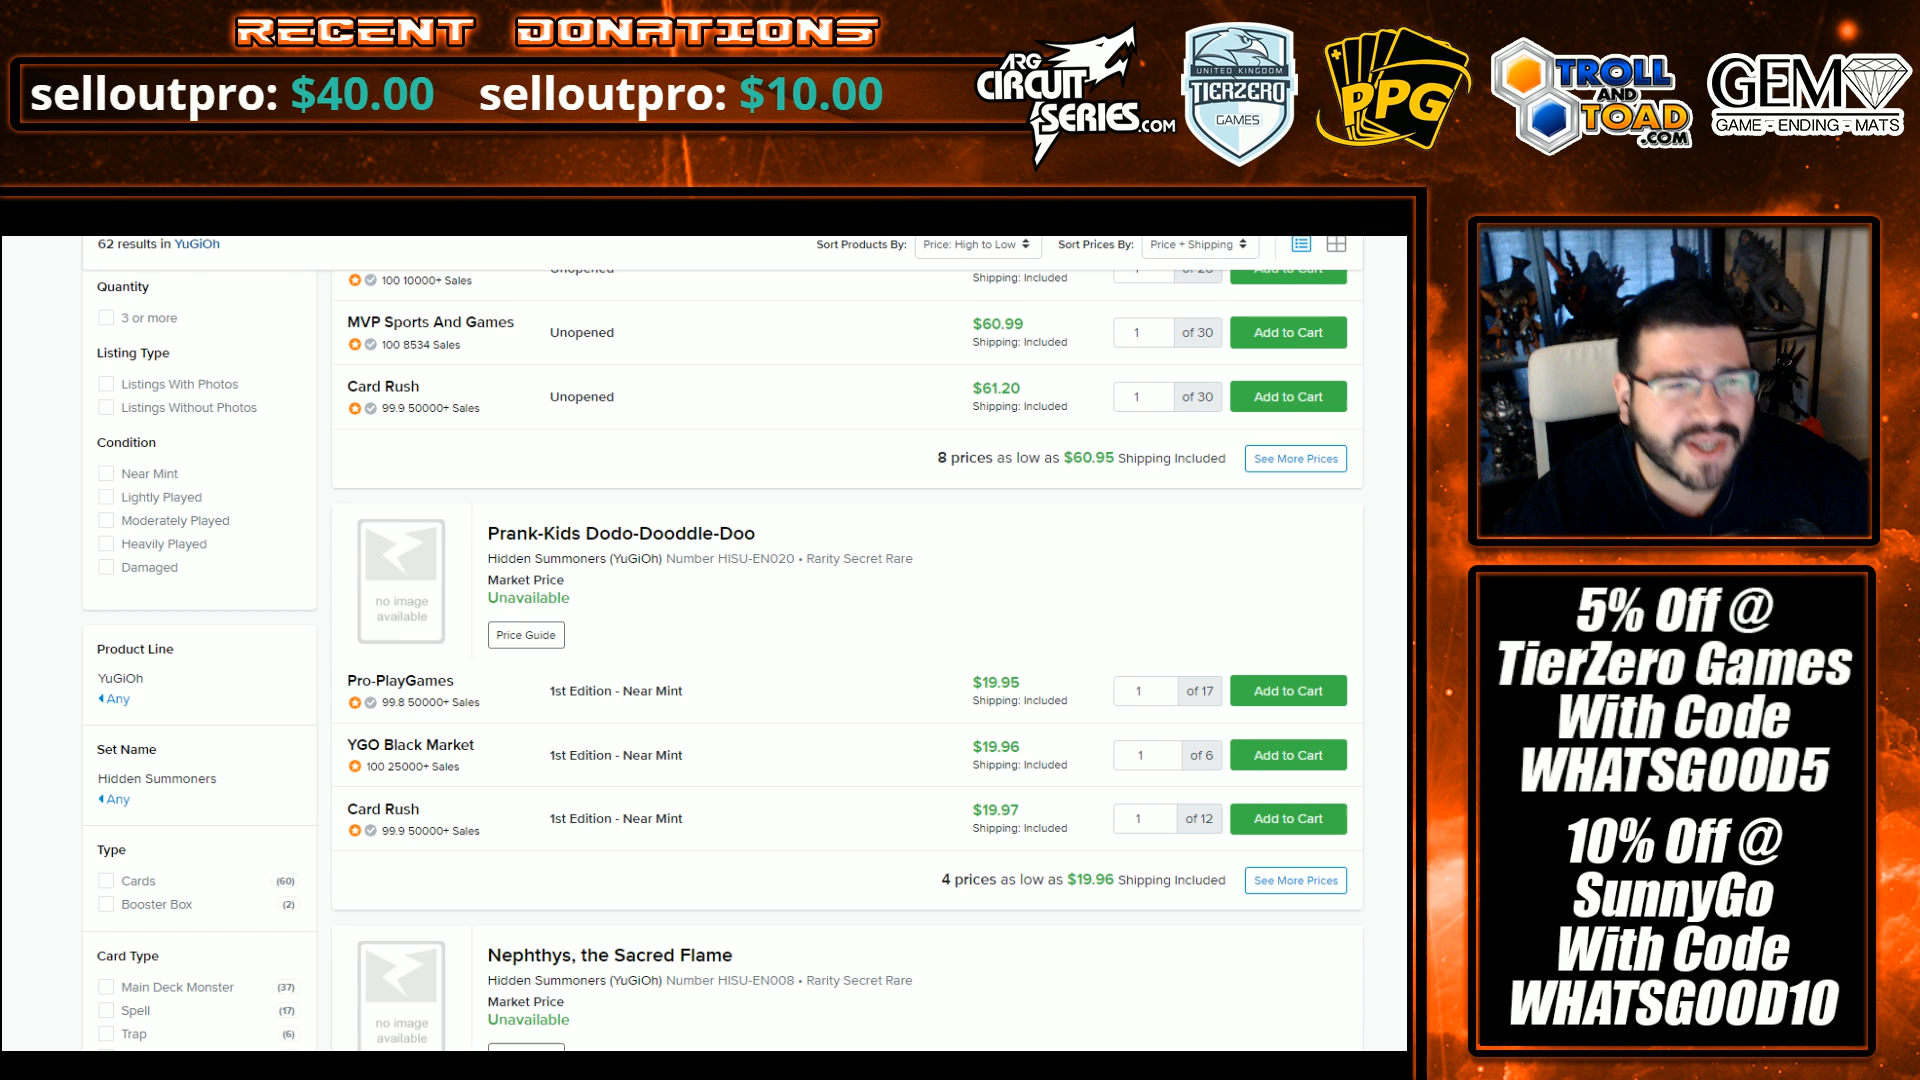 RECENT DONATIONS
selloutpro: $40.00 selloutpro: $10.00
ARG
CIRCUIT
SERIES.COM
UNITED KINGDOM
TIERZERO
GAMES
PPG
TROLL
AND
TOAD
.COM
GEM
GAME - ENDING - MATS
62 results in YuGiOh
Sort Products By: Price: High to Low
Sort Prices By: Price + Shipping
Quantity
3 or more
Listing Type
Listings With Photos
Listings Without Photos
Condition
Near Mint
Lightly Played
Moderately Played
Heavily Played
Damaged
Product Line
YuGiOh
Any
Set Name
Hidden Summoners
Any
Type
Cards (60)
Booster Box (2)
Card Type
Main Deck Monster (37)
Spell (17)
Trap (6)
Unopened
100 10000+ Sales
Shipping: Included
Add to Cart
MVP Sports And Games
100 8534 Sales
Unopened
$60.99
Shipping: Included
1 of 30
Add to Cart
Card Rush
99.9 50000+ Sales
Unopened
$61.20
Shipping: Included
1 of 30
Add to Cart
8 prices as low as $60.95 Shipping Included
See More Prices
no image
available
Prank-Kids Dodo-Dooddle-Doo
Hidden Summoners (YuGiOh) Number HISU-EN020 • Rarity Secret Rare
Market Price
Unavailable
Price Guide
Pro-PlayGames
99.8 50000+ Sales
1st Edition - Near Mint
$19.95
Shipping: Included
1 of 17
Add to Cart
YGO Black Market
100 25000+ Sales
1st Edition - Near Mint
$19.96
Shipping: Included
1 of 6
Add to Cart
Card Rush
99.9 50000+ Sales
1st Edition - Near Mint
$19.97
Shipping: Included
1 of 12
Add to Cart
4 prices as low as $19.96 Shipping Included
See More Prices
no image
available
Nephthys, the Sacred Flame
Hidden Summoners (YuGiOh) Number HISU-EN008 • Rarity Secret Rare
Market Price
Unavailable
5% Off @
TierZero Games
With Code
WHATSGOOD5
10% Off @
SunnyGo
With Code
WHATSGOOD10